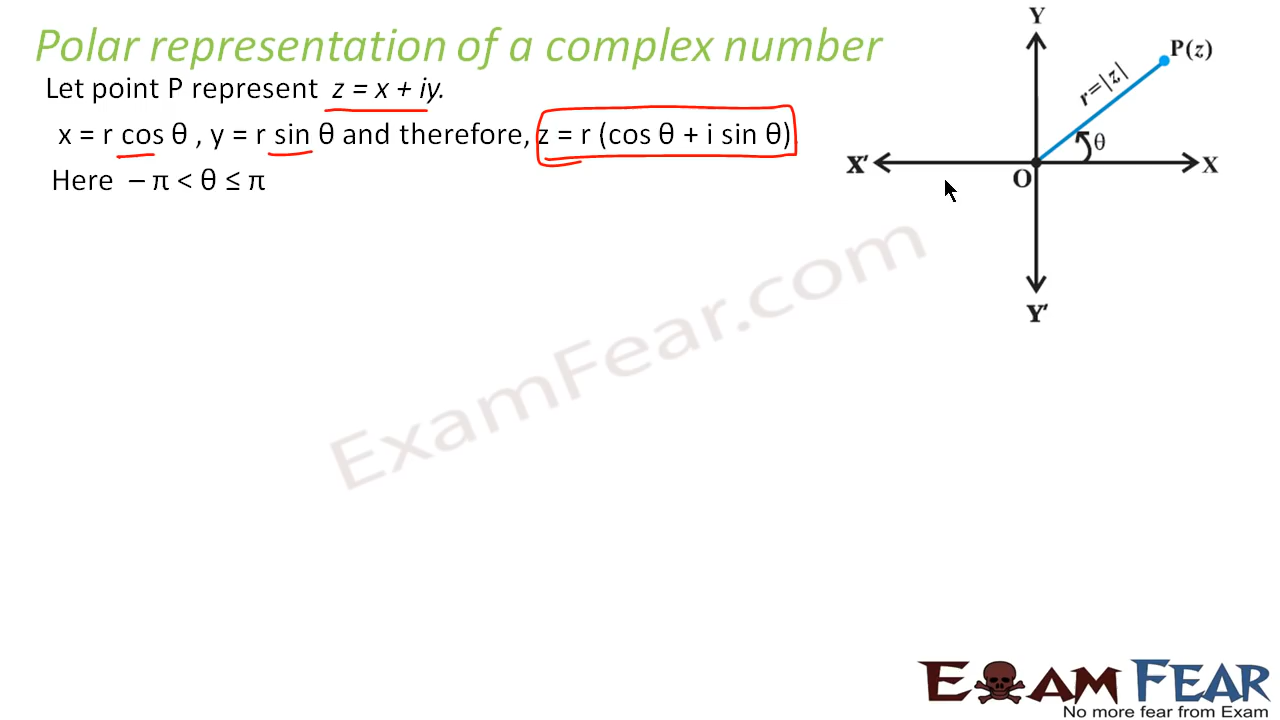 Polar representation of a complex number
Let point P represent z = x + iy.
x = r cos θ , y = r sin θ and therefore, z = r (cos θ + i sin θ)
Here – π < θ ≤ π
Y
P(z)
r=|z|
θ
X′
X
O
Y′
ExamFear.com
EXAM FEAR
No more fear from Exam